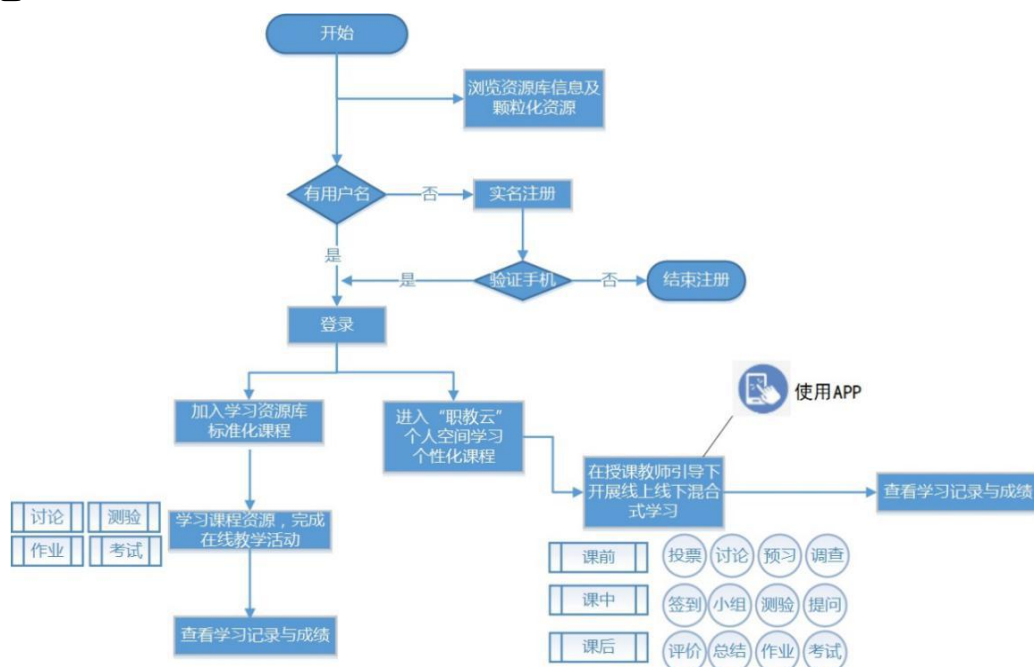 开始
浏览资源库信息及
颗粒化资源
有用户名
否
实名注册
是
是
验证手机
否
结束注册
登录
使用APP
加入学习资源库
标准化课程
进入“职教云”
个人空间学习
个性化课程
在授课教师引导下
开展线上线下混合
式学习
查看学习记录与成绩
讨论
测验
作业
考试
学习课程资源，完成
在线教学活动
课前
投票
讨论
预习
调查
课中
签到
小组
测验
提问
查看学习记录与成绩
课后
评价
总结
作业
考试